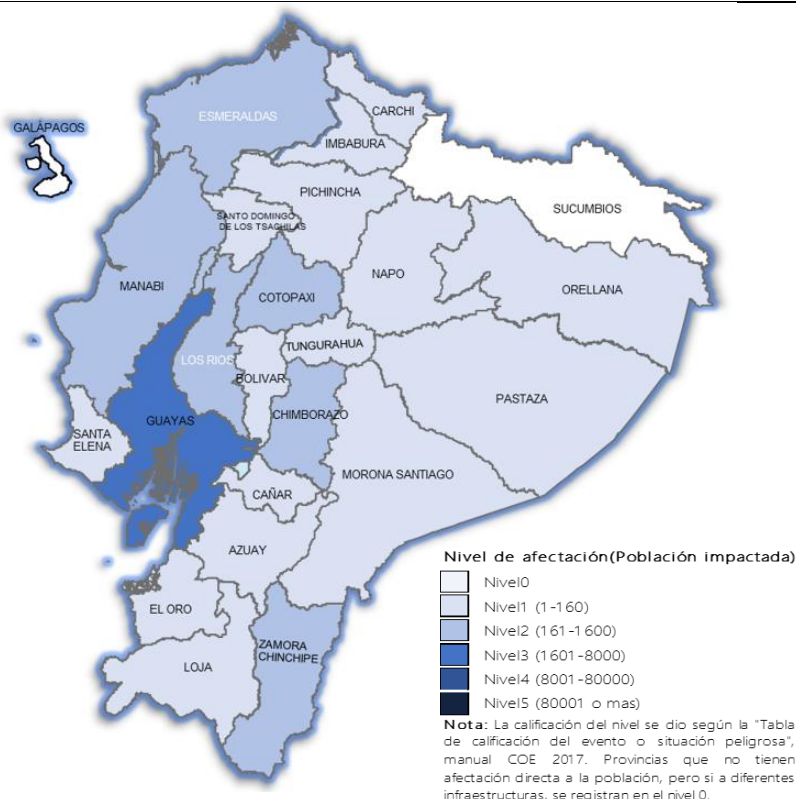 ESMERALDAS
CARCHI
GALÁPAGOS
IMBABURA
PICHINCHA
SUCUMBIOS
SANTO DOMINGO
DE LOS TSACHILAS
NAPO
MANABI
COTOPAXI
ORELLANA
TUNGURAHUA
LOS RIOS
BOLIVAR
PASTAZA
CHIMBORAZO
GUAYAS
SANTA
ELENA
MORONA SANTIAGO
CAÑAR
AZUAY
EL ORO
ZAMORA
CHINCHIPE
LOJA
Nivel de afectación(Población impactada)
Nivel0
Nivel1 (1-160)
Nivel2 (161-1600)
Nivel3 (1601-8000)
Nivel4 (8001-80000)
Nivel5 (80001 o mas)
Nota: La calificación del nivel se dio según la "Tabla
de calificación del evento o situación peligrosa",
manual COE 2017. Provincias que no tienen
afectación directa a la población, pero si a diferentes
infraestructuras, se registran en el nivel 0.